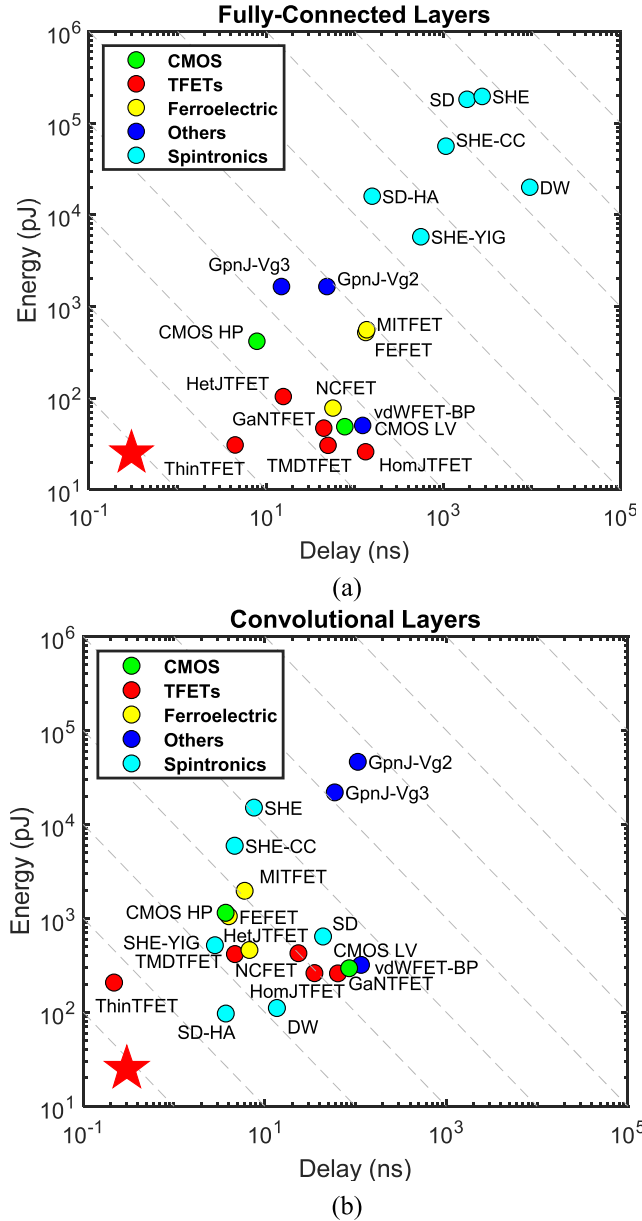 Fully-Connected Layers
10^6
10^5
10^4
10^3
10^2
10^1
Energy (pJ)
CMOS
TFETs
Ferroelectric
Others
Spintronics
SD
SHE
SHE-CC
DW
SD-HA
SHE-YIG
GpnJ-Vg3
GpnJ-Vg2
CMOS HP
MITFET
FEFET
HetJTFET
NCFET
GaNTFET
vdWFET-BP
CMOS LV
ThinTFET
TMDTFET
HomJTFET
10^-1
10^1
10^3
10^5
Delay (ns)
(a)
Convolutional Layers
10^6
10^5
10^4
10^3
10^2
10^1
Energy (pJ)
CMOS
TFETs
Ferroelectric
Others
Spintronics
GpnJ-Vg2
GpnJ-Vg3
SHE
SHE-CC
MITFET
CMOS HP
FEFET
HetJTFET
SD
SHE-YIG
CMOS LV
TMDTFET
NCFET
vdWFET-BP
HomJTFET
GaNTFET
ThinTFET
SD-HA
DW
10^-1
10^1
10^3
10^5
Delay (ns)
(b)